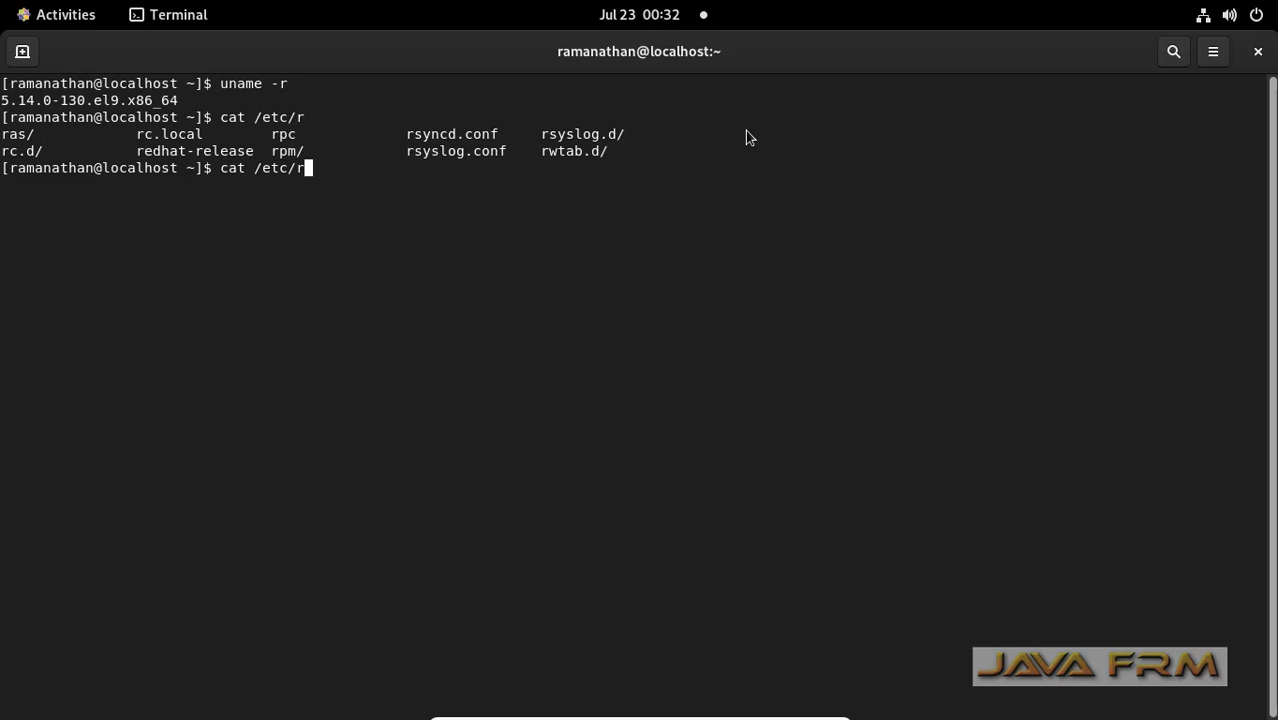 Activities Terminal Jul 23 00:32
ramanathan@localhost:~
[ramanathan@localhost ~]$ uname -r
5.14.0-130.el9.x86_64
[ramanathan@localhost ~]$ cat /etc/r
ras/ rc.local rpc rsyncd.conf rsyslog.d/
rc.d/ redhat-release rpm/ rsyslog.conf rwtab.d/
[ramanathan@localhost ~]$ cat /etc/r
JAVA FRM